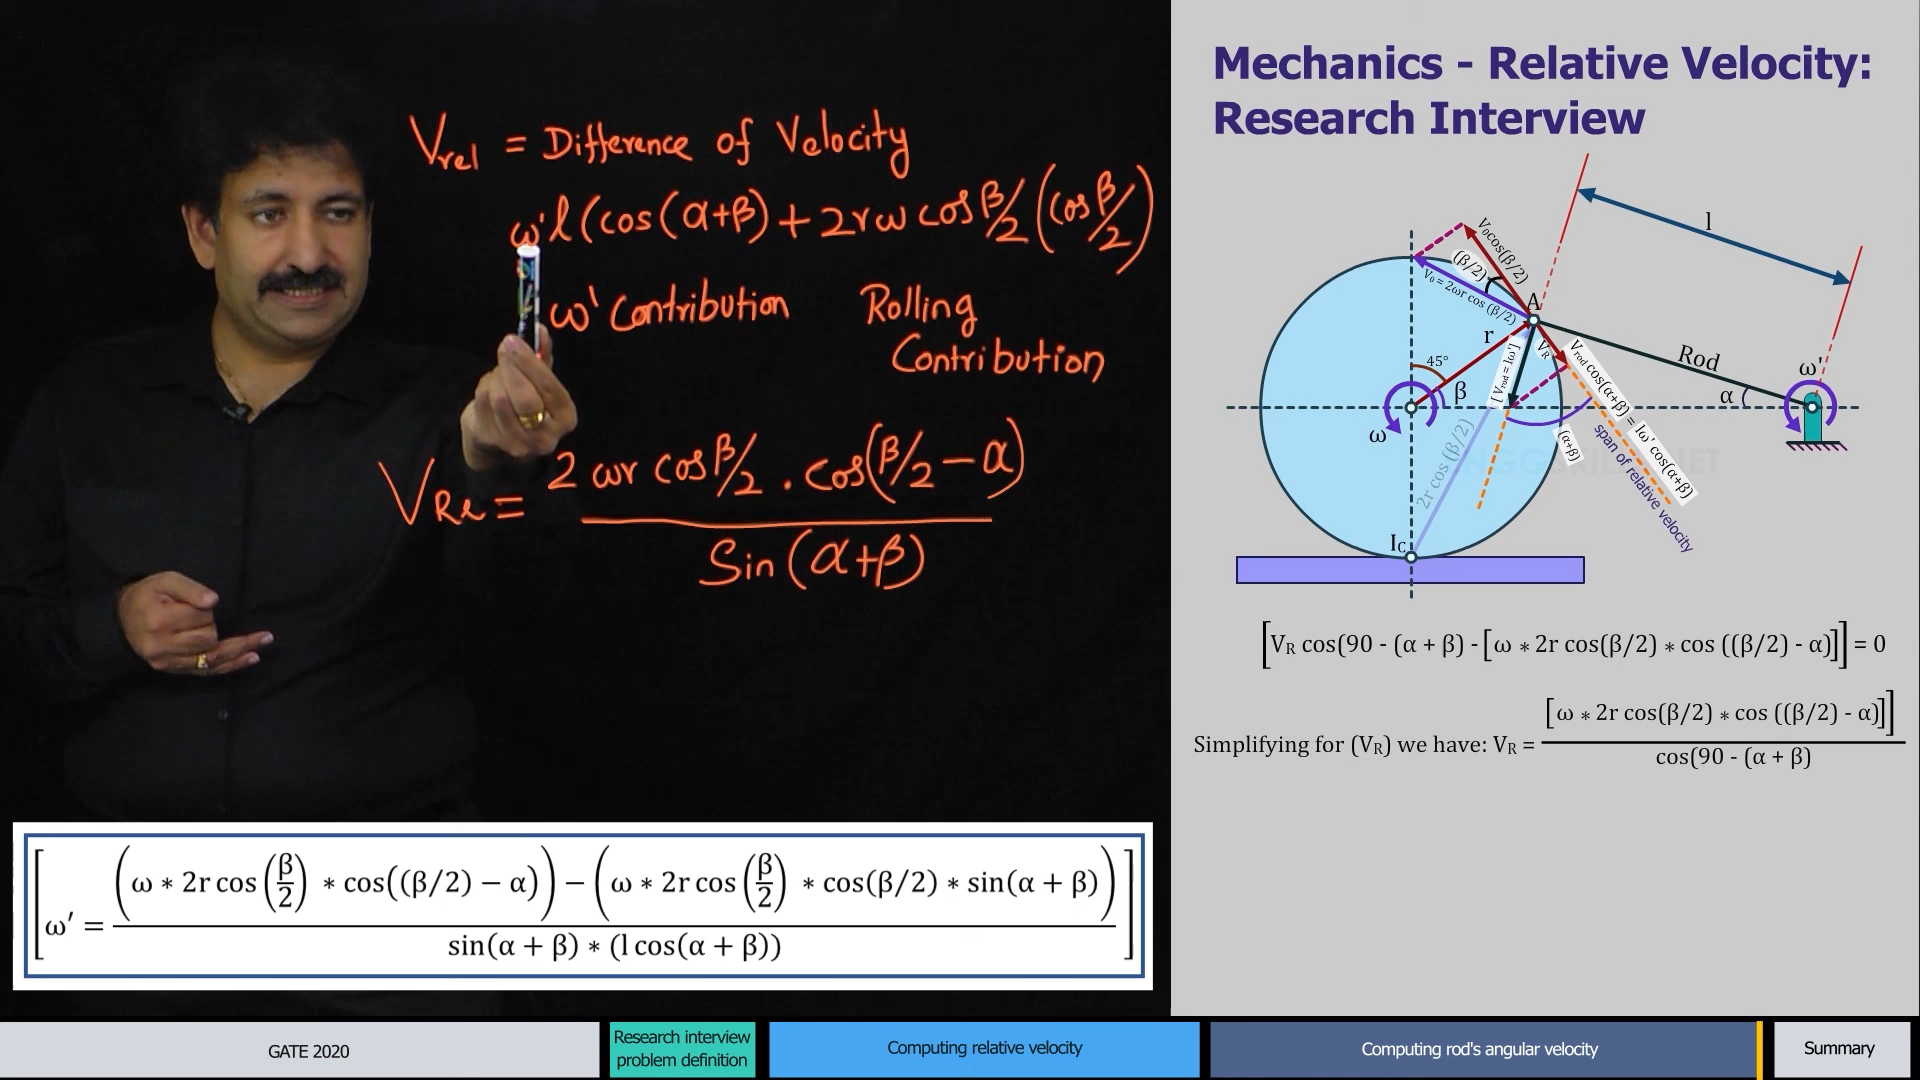 Mechanics - Relative Velocity:
Research Interview
Vrel = Difference of Velocity
ω'l (cos(α+β) + 2rω cos β/2 (cos β/2)
ω' Contribution Rolling
Contribution
VRe = 2 ωr cos β/2 . cos(β/2 - α)
Sin (α+β)
ω′ = (ω ∗ 2r cos (β/2) ∗ cos((β/2) − α)) − (ω ∗ 2r cos (β/2) ∗ cos(β/2) ∗ sin(α + β))
sin(α + β) ∗ (l cos(α + β))
l
V₀cos(β/2)
(β/2)
V₀ = 2ωr cos (β/2)
A
r
45°
β
ω
[Vrod = lω']
VR
Vrod cos(α+β) = lω' cos(α+β)
Rod
α
ω'
(α+β)
span of relative velocity
2r cos (β/2)
IC
[VR cos(90 - (α + β) - [ω ∗ 2r cos(β/2) ∗ cos ((β/2) - α)]] = 0
[ω ∗ 2r cos(β/2) ∗ cos ((β/2) - α)]]
Simplifying for (VR) we have: VR =
cos(90 - (α + β)
GATE 2020
Research interview
problem definition
Computing relative velocity
Computing rod's angular velocity
Summary